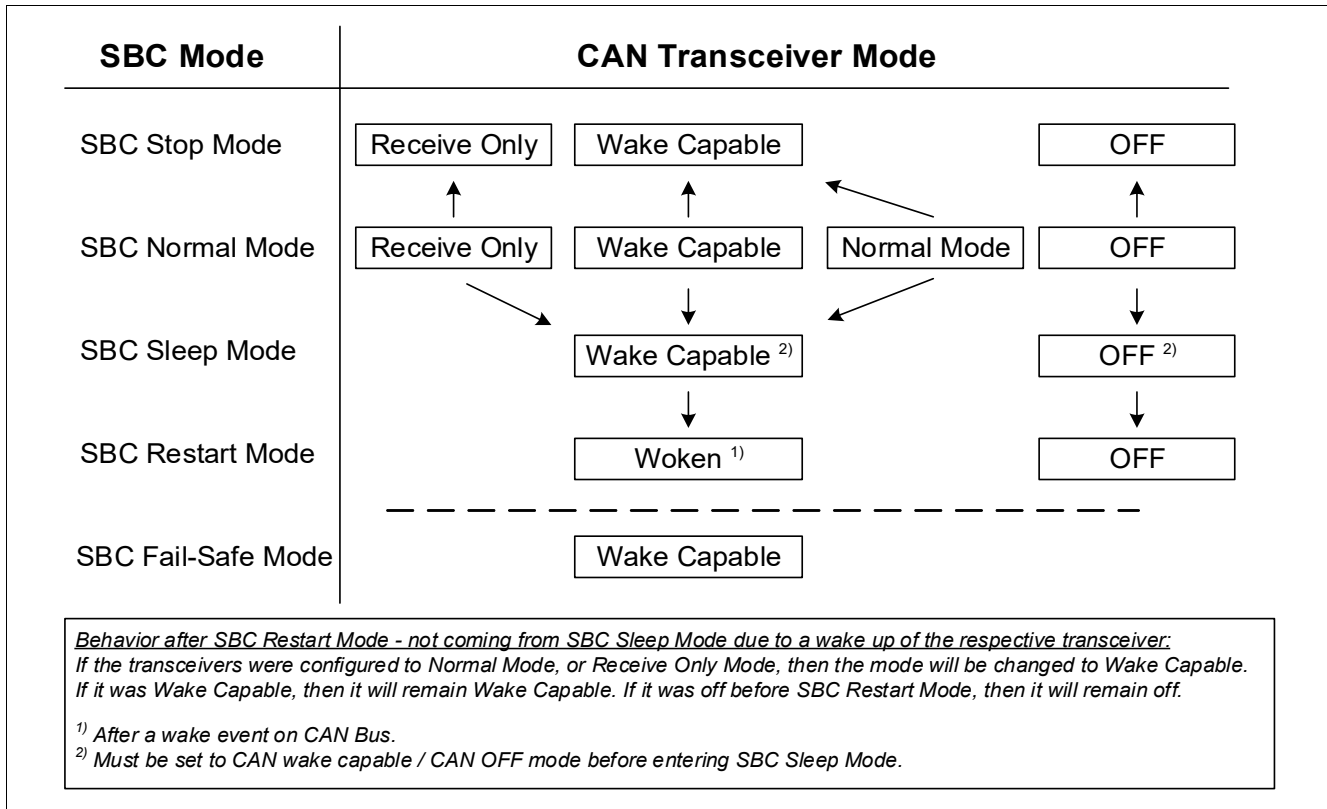 SBC Mode CAN Transceiver Mode
SBC Stop Mode Receive Only Wake Capable OFF
SBC Normal Mode Receive Only Wake Capable Normal Mode OFF
SBC Sleep Mode Wake Capable 2) OFF 2)
SBC Restart Mode Woken 1) OFF
SBC Fail-Safe Mode Wake Capable
Behavior after SBC Restart Mode - not coming from SBC Sleep Mode due to a wake up of the respective transceiver:
If the transceivers were configured to Normal Mode, or Receive Only Mode, then the mode will be changed to Wake Capable.
If it was Wake Capable, then it will remain Wake Capable. If it was off before SBC Restart Mode, then it will remain off.
1) After a wake event on CAN Bus.
2) Must be set to CAN wake capable / CAN OFF mode before entering SBC Sleep Mode.